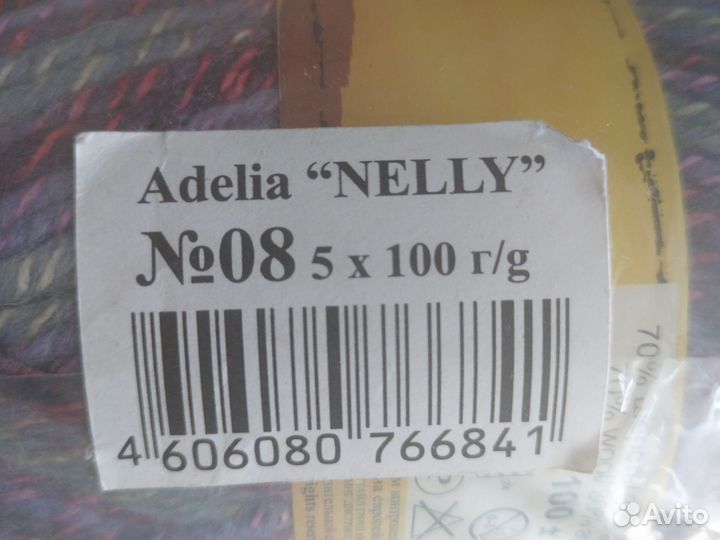 Adelia “NELLY”
№08 5 x 100 г/g
4 606080 766841
70%
100 ±
Avito